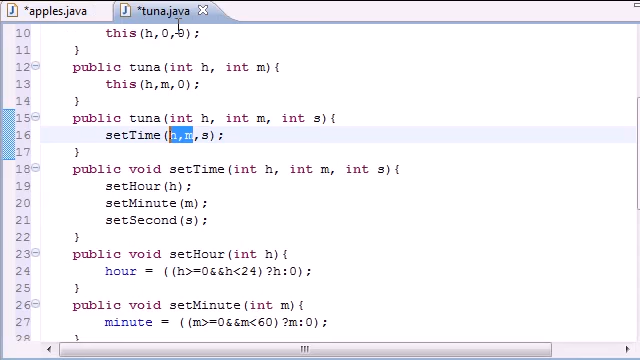 *apples.java *tuna.java
10 this(h,0,0);
11 }
12 public tuna(int h, int m){
13 this(h,m,0);
14 }
15 public tuna(int h, int m, int s){
16 setTime(h,m,s);
17 }
18 public void setTime(int h, int m, int s){
19 setHour(h);
20 setMinute(m);
21 setSecond(s);
22 }
23 public void setHour(int h){
24 hour = ((h>=0&&h<24)?h:0);
25 }
26 public void setMinute(int m){
27 minute = ((m>=0&&m<60)?m:0);
28 }